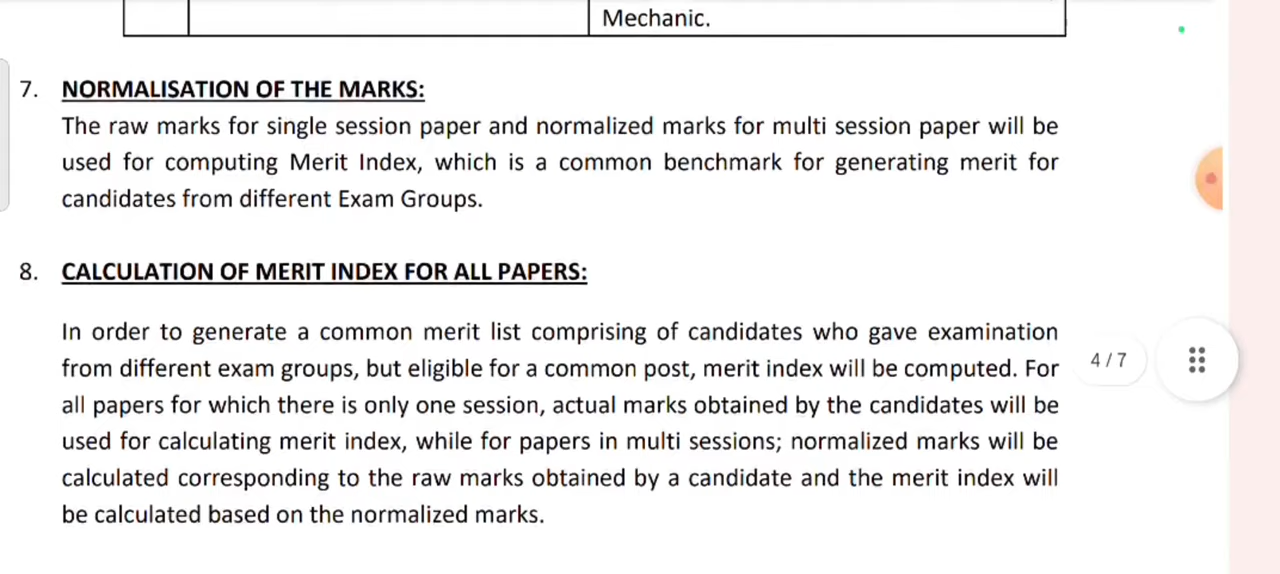 Mechanic.
7. NORMALISATION OF THE MARKS:
The raw marks for single session paper and normalized marks for multi session paper will be
used for computing Merit Index, which is a common benchmark for generating merit for
candidates from different Exam Groups.
8. CALCULATION OF MERIT INDEX FOR ALL PAPERS:
In order to generate a common merit list comprising of candidates who gave examination
from different exam groups, but eligible for a common post, merit index will be computed. For
all papers for which there is only one session, actual marks obtained by the candidates will be
used for calculating merit index, while for papers in multi sessions; normalized marks will be
calculated corresponding to the raw marks obtained by a candidate and the merit index will
be calculated based on the normalized marks.
4 / 7